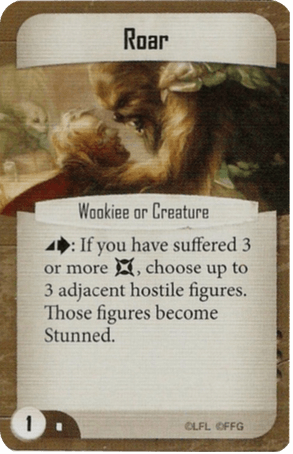 Roar
Wookiee or Creature
: If you have suffered 3
or more , choose up to
3 adjacent hostile figures.
Those figures become
Stunned.
1 ©LFL ©FFG